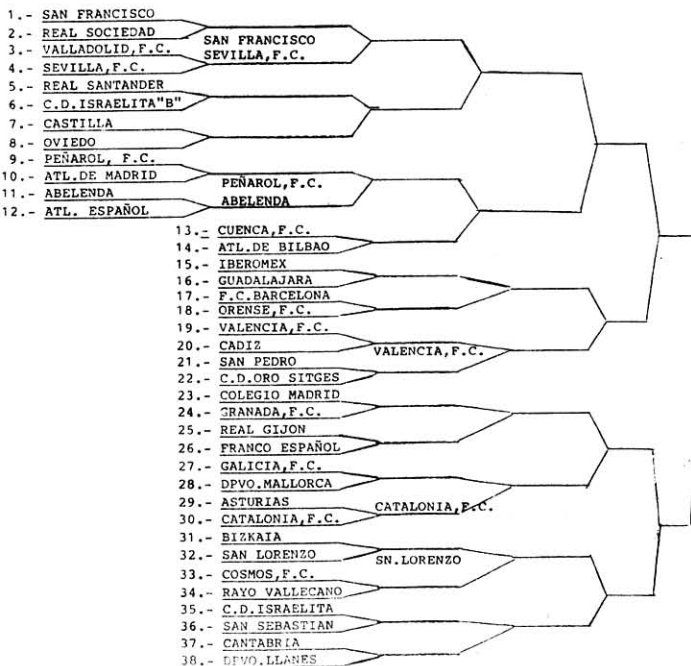 1.- SAN FRANCISCO
2.- REAL SOCIEDAD
3.- VALLADOLID,F.C.
4.- SEVILLA,F.C.
SAN FRANCISCO
SEVILLA,F.C.
5.- REAL SANTANDER
6.- C.D.ISRAELITA"B"
7.- CASTILLA
8.- OVIEDO
9.- PEÑAROL, F.C.
10.- ATL.DE MADRID
11.- ABELENDA
12.- ATL. ESPAÑOL
PEÑAROL,F.C.
ABELENDA
13.- CUENCA,F.C.
14.- ATL.DE BILBAO
15.- IBEROMEX
16.- GUADALAJARA
17.- F.C.BARCELONA
18.- ORENSE,F.C.
19.- VALENCIA,F.C.
20.- CADIZ
VALENCIA,F.C.
21.- SAN PEDRO
22.- C.D.ORO SITGES
23.- COLEGIO MADRID
24.- GRANADA,F.C.
25.- REAL GIJON
26.- FRANCO ESPAÑOL
27.- GALICIA,F.C.
28.- DPVO.MALLORCA
29.- ASTURIAS
30.- CATALONIA,F.C.
CATALONIA,F.C.
31.- BIZKAIA
32.- SAN LORENZO
SN.LORENZO
33.- COSMOS,F.C.
34.- RAYO VALLECANO
35.- C.D.ISRAELITA
36.- SAN SEBASTIAN
37.- CANTABRIA
38.- DPVO.LLANES